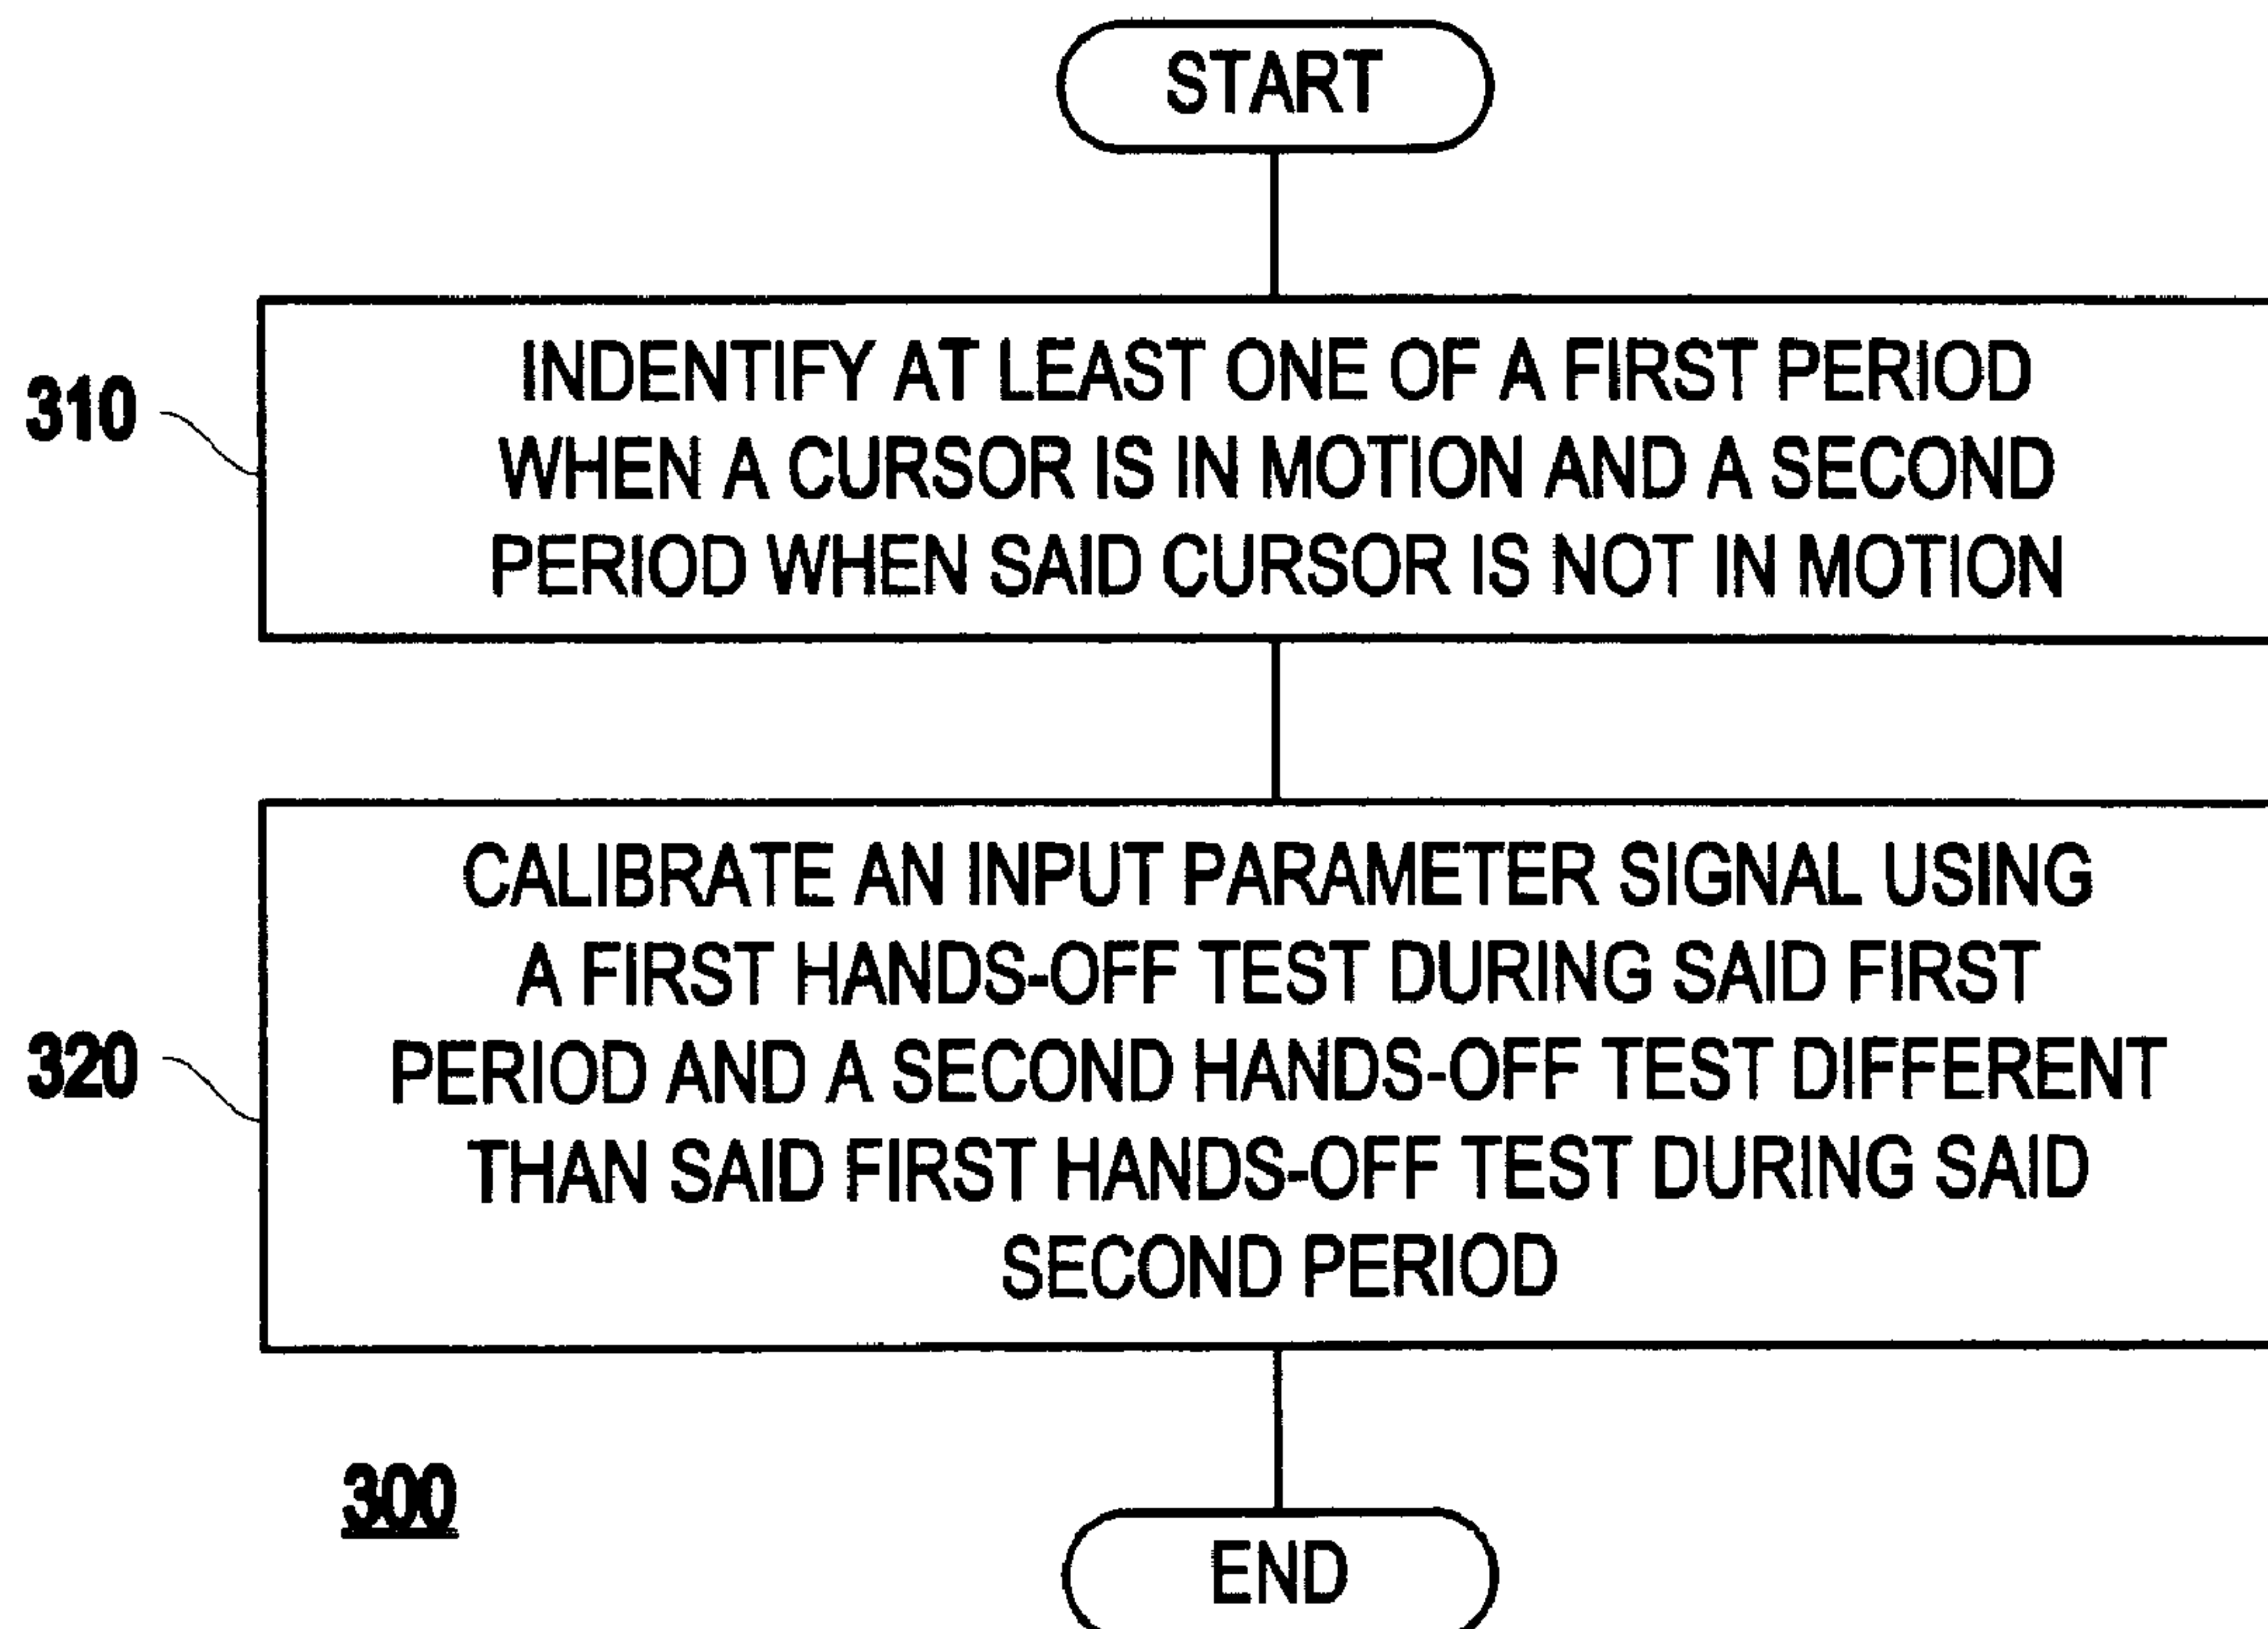 START
310
INDENTIFY AT LEAST ONE OF A FIRST PERIOD
WHEN A CURSOR IS IN MOTION AND A SECOND
PERIOD WHEN SAID CURSOR IS NOT IN MOTION
320
CALIBRATE AN INPUT PARAMETER SIGNAL USING
A FIRST HANDS-OFF TEST DURING SAID FIRST
PERIOD AND A SECOND HANDS-OFF TEST DIFFERENT
THAN SAID FIRST HANDS-OFF TEST DURING SAID
SECOND PERIOD
300
END